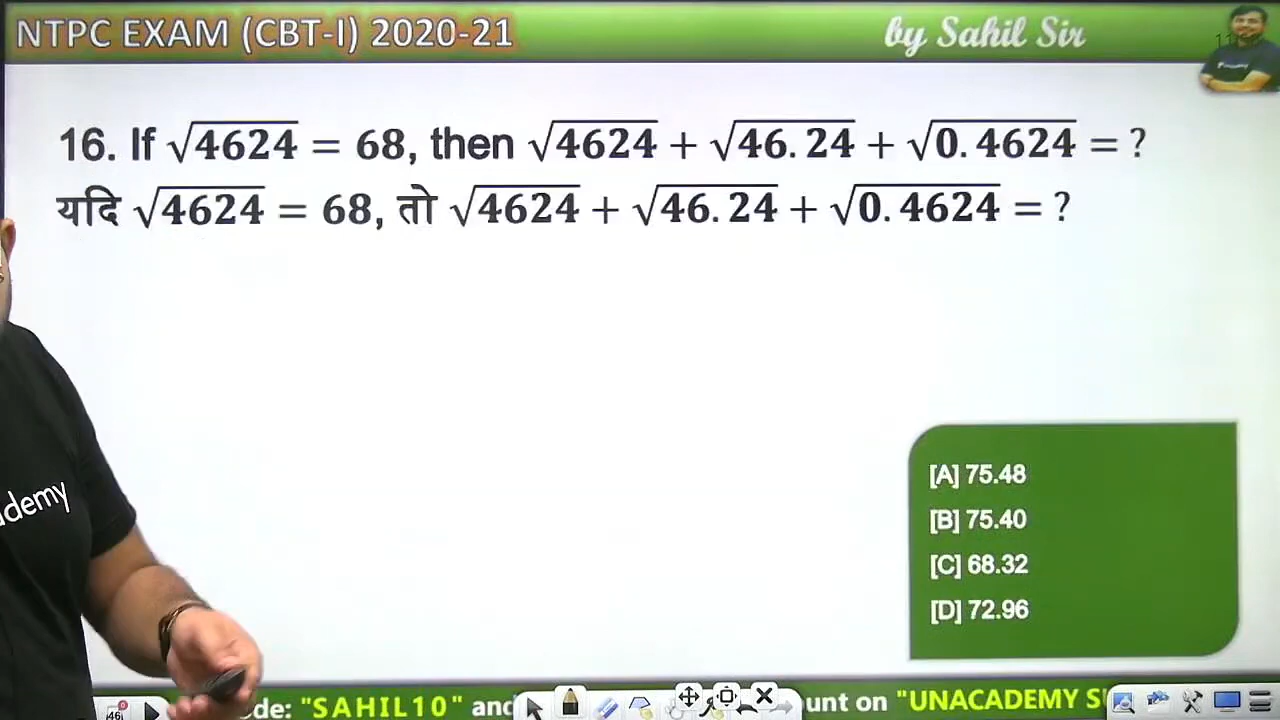 NTPC EXAM (CBT-I) 2020-21
by Sahil Sir
16. If √4624 = 68, then √4624 + √46.24 + √0.4624 = ?
यदि √4624 = 68, तो √4624 + √46.24 + √0.4624 = ?
[A] 75.48
[B] 75.40
[C] 68.32
[D] 72.96
ademy
de: "SAHIL10" and
unt on "UNACADEMY S